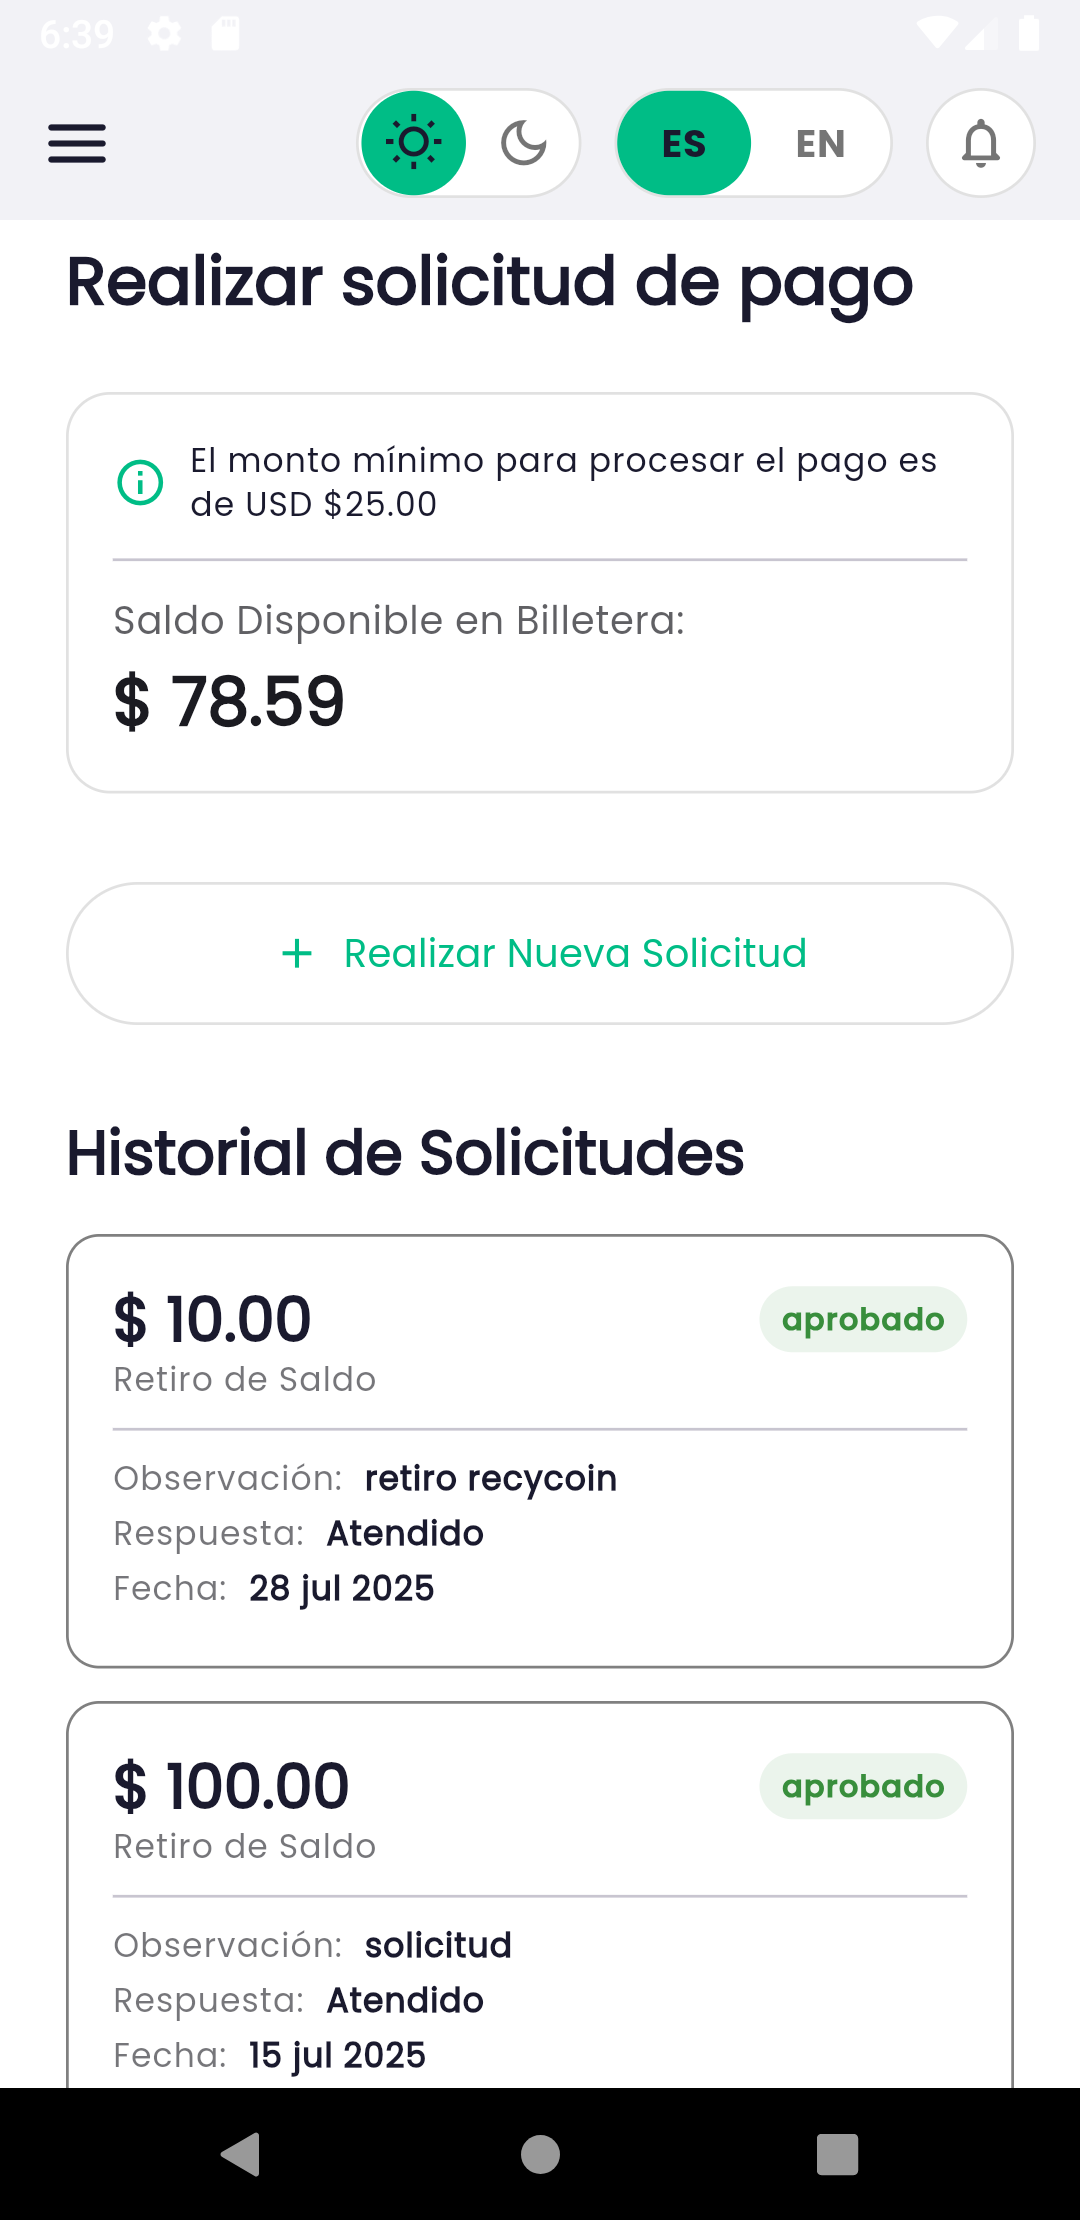 6:39
ES EN
Realizar solicitud de pago
El monto mínimo para procesar el pago es
de USD $25.00
Saldo Disponible en Billetera:
$ 78.59
+ Realizar Nueva Solicitud
Historial de Solicitudes
$ 10.00 aprobado
Retiro de Saldo
Observación: retiro recycoin
Respuesta: Atendido
Fecha: 28 jul 2025
$ 100.00 aprobado
Retiro de Saldo
Observación: solicitud
Respuesta: Atendido
Fecha: 15 jul 2025